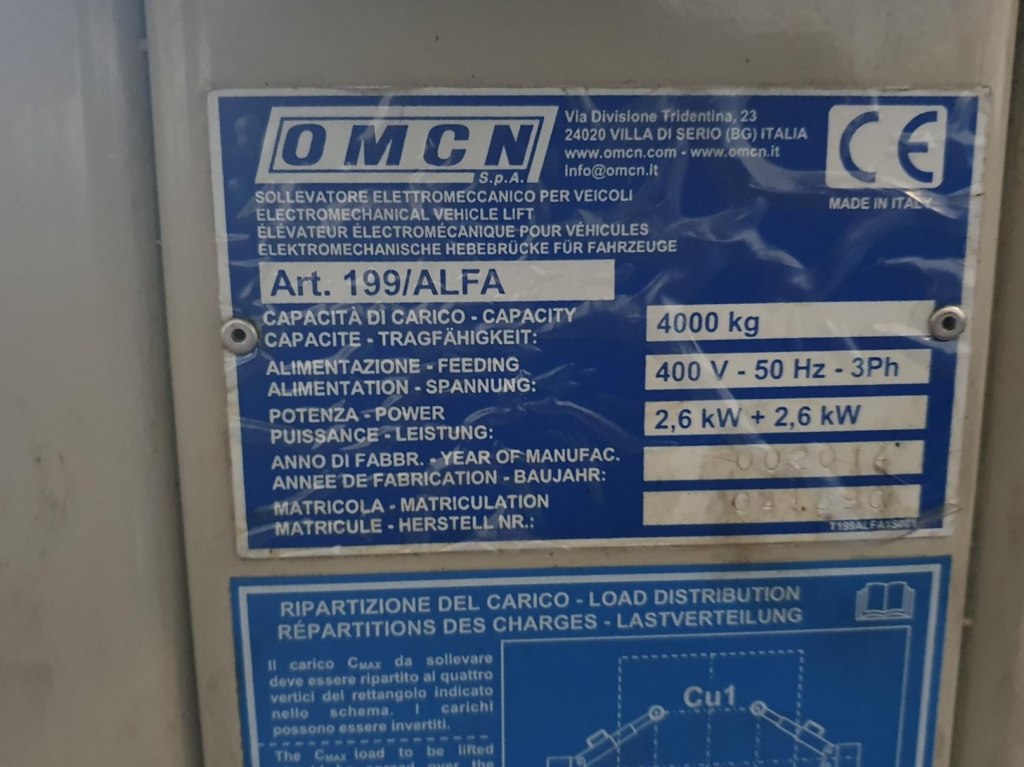 OMCN
S.p.A.
Via Divisione Tridentina, 23
24020 VILLA DI SERIO (BG) ITALIA
www.omcn.com - www.omcn.it
Info@omcn.it
CE
MADE IN ITALY
SOLLEVATORE ELETTROMECCANICO PER VEICOLI
ELECTROMECHANICAL VEHICLE LIFT
ÉLÉVATEUR ÉLECTROMÉCANIQUE POUR VÉHICULES
ELEKTROMECHANISCHE HEBEBRÜCKE FÜR FAHRZEUGE
Art. 199/ALFA
CAPACITÀ DI CARICO - CAPACITY
CAPACITE - TRAGFÄHIGKEIT:
4000 kg
ALIMENTAZIONE - FEEDING
ALIMENTATION - SPANNUNG:
400 V - 50 Hz - 3Ph
POTENZA - POWER
PUISSANCE - LEISTUNG:
2,6 kW + 2,6 kW
ANNO DI FABBR. - YEAR OF MANUFAC.
ANNEE DE FABRICATION - BAUJAHR:
MATRICOLA - MATRICULATION
MATRICULE - HERSTELL NR.:
RIPARTIZIONE DEL CARICO - LOAD DISTRIBUTION
RÉPARTITIONS DES CHARGES - LASTVERTEILUNG
Il carico CMAX da sollevare
deve essere ripartito ai quattro
vertici del rettangolo indicato
nello schema. I carichi
possono essere invertiti.
The CMAX load to be lifted
over the
Cu1